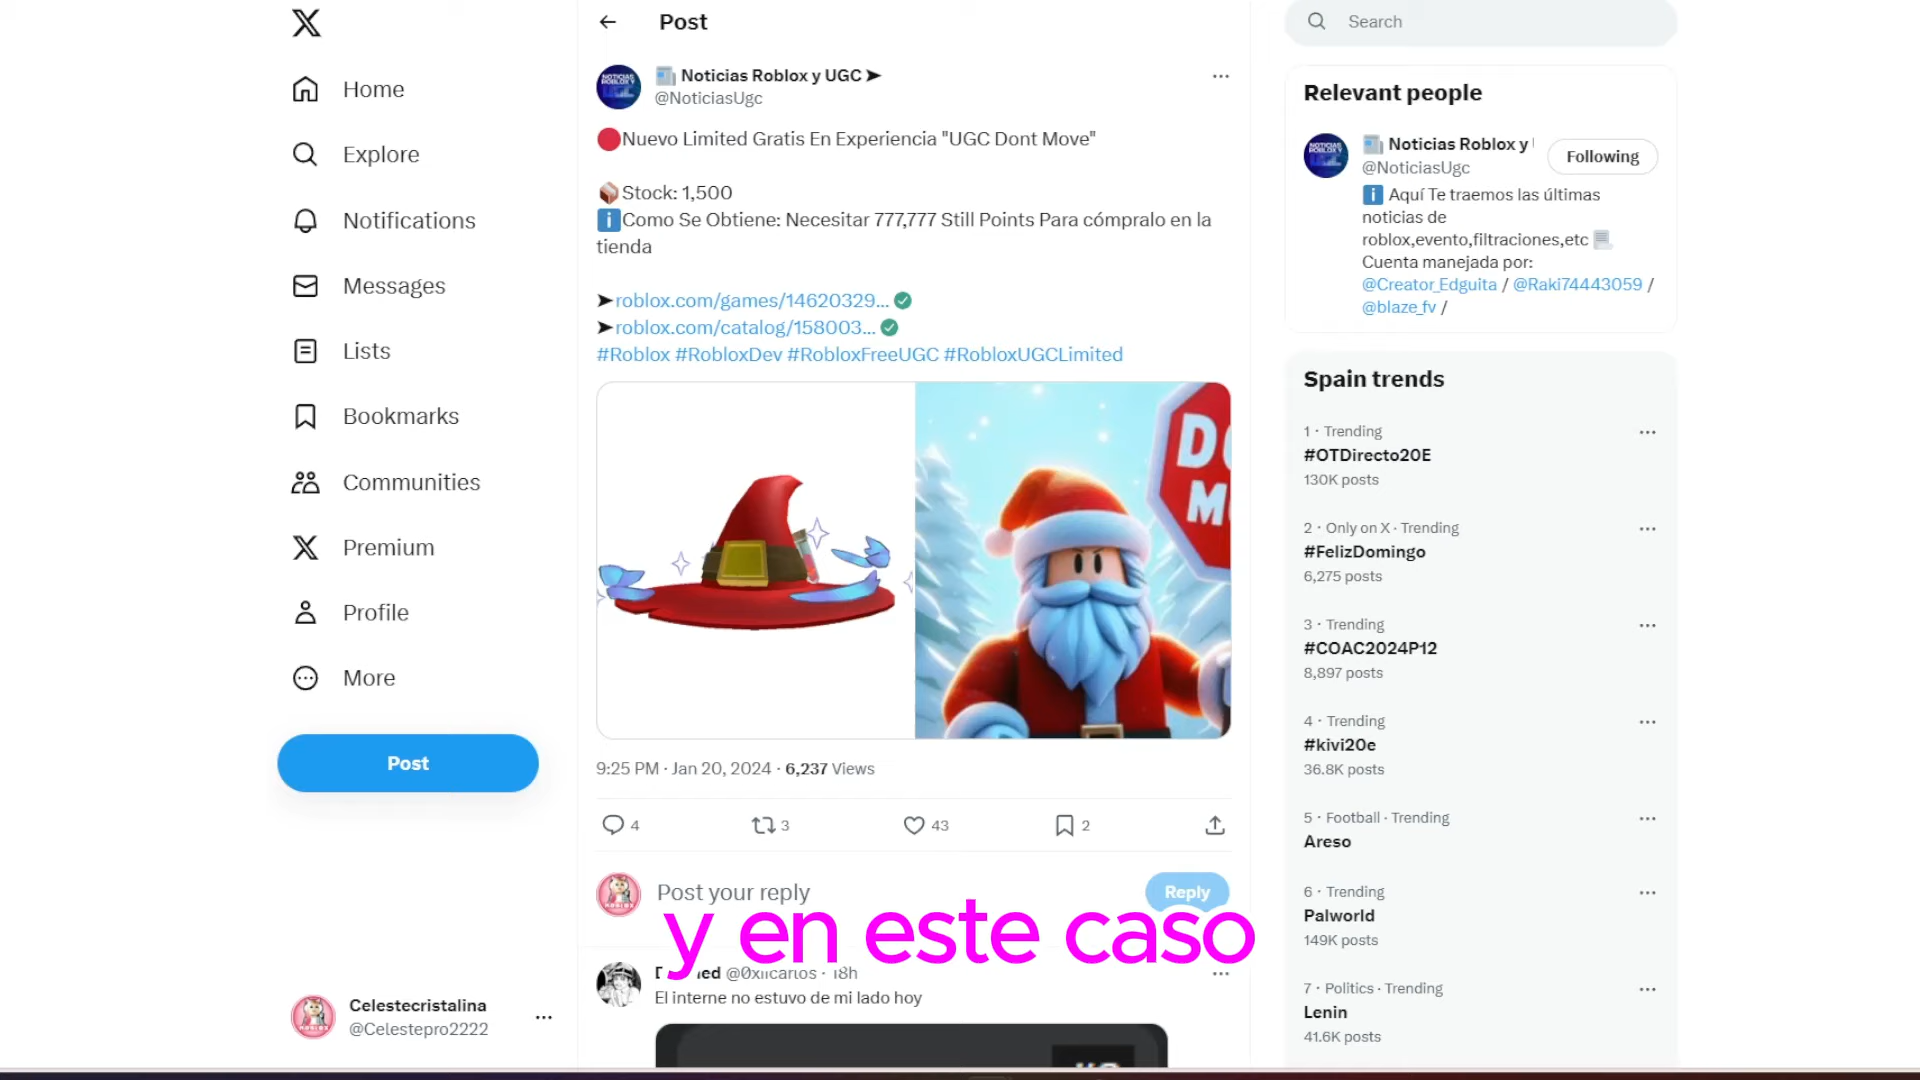 Home
Explore
Notifications
Messages
Lists
Bookmarks
Communities
Premium
Profile
More
Post
Celestecristalina
@Celestepro2222
Post
Noticias Roblox y UGC ➤
@NoticiasUgc
🔴Nuevo Limited Gratis En Experiencia "UGC Dont Move"
📦Stock: 1,500
ℹ️Como Se Obtiene: Necesitar 777,777 Still Points Para cómpralo en la
tienda
➤roblox.com/games/14620329... ✅
➤roblox.com/catalog/158003... ✅
#Roblox #RobloxDev #RobloxFreeUGC #RobloxUGCLimited
9:25 PM · Jan 20, 2024 · 6,237 Views
4 3 43 2
Post your reply
Reply
y en este caso
· 18h
El interne no estuvo de mi lado hoy
Search
Relevant people
Noticias Roblox y
@NoticiasUgc
Following
ℹ️ Aquí Te traemos las últimas
noticias de
roblox,evento,filtraciones,etc
Cuenta manejada por:
@Creator_Edguita / @Raki74443059 /
@blaze_fv /
Spain trends
1 · Trending
#OTDirecto20E
130K posts
2 · Only on X · Trending
#FelizDomingo
6,275 posts
3 · Trending
#COAC2024P12
8,897 posts
4 · Trending
#kivi20e
36.8K posts
5 · Football · Trending
Areso
6 · Trending
Palworld
149K posts
7 · Politics · Trending
Lenin
41.6K posts